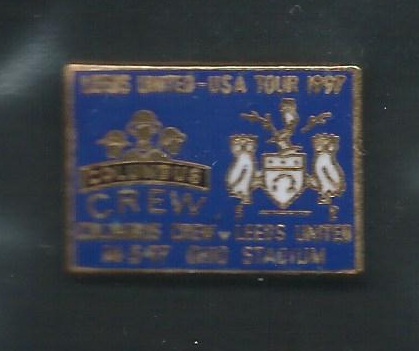 LEEDS UNITED - USA TOUR 1997
COLUMBUS
CREW
COLUMBUS CREW v LEEDS UNITED
OHIO STADIUM